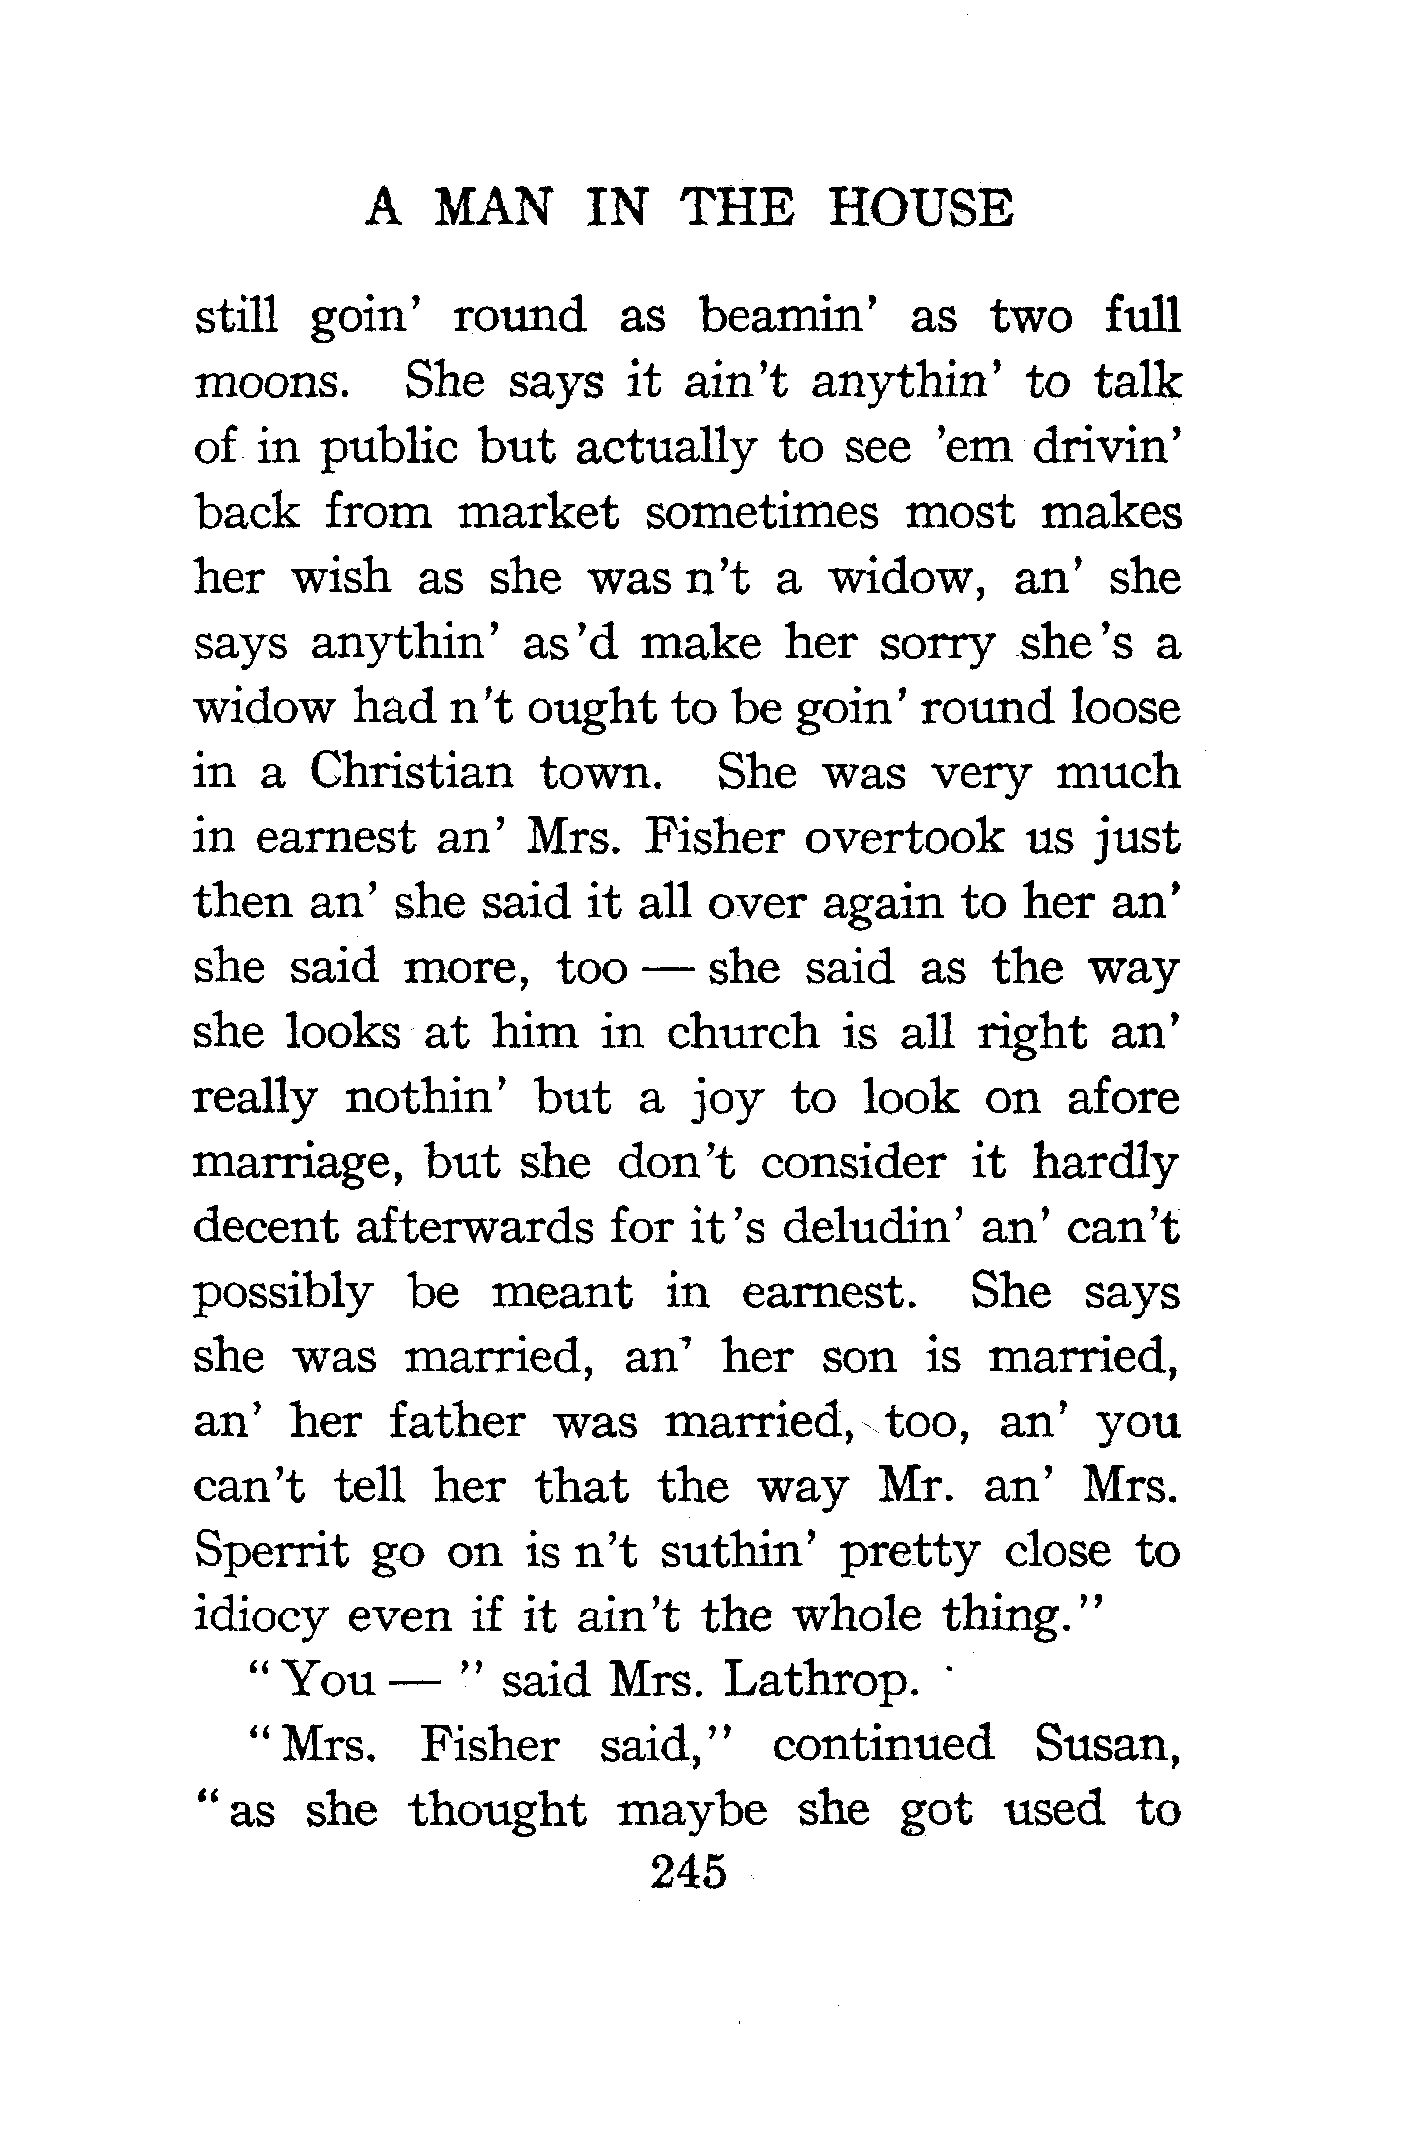 A MAN IN THE HOUSE
still goin' round as beamin' as two full
moons. She says it ain't anythin' to talk
of in public but actually to see 'em drivin'
back from market sometimes most makes
her wish as she was n't a widow, an' she
says anythin' as'd make her sorry she's a
widow had n't ought to be goin' round loose
in a Christian town. She was very much
in earnest an' Mrs. Fisher overtook us just
then an' she said it all over again to her an'
she said more, too — she said as the way
she looks at him in church is all right an'
really nothin' but a joy to look on afore
marriage, but she don't consider it hardly
decent afterwards for it's deludin' an' can't
possibly be meant in earnest. She says
she was married, an' her son is married,
an' her father was married, too, an' you
can't tell her that the way Mr. an' Mrs.
Sperrit go on is n't suthin' pretty close to
idiocy even if it ain't the whole thing."
"You — " said Mrs. Lathrop.
"Mrs. Fisher said," continued Susan,
"as she thought maybe she got used to
245